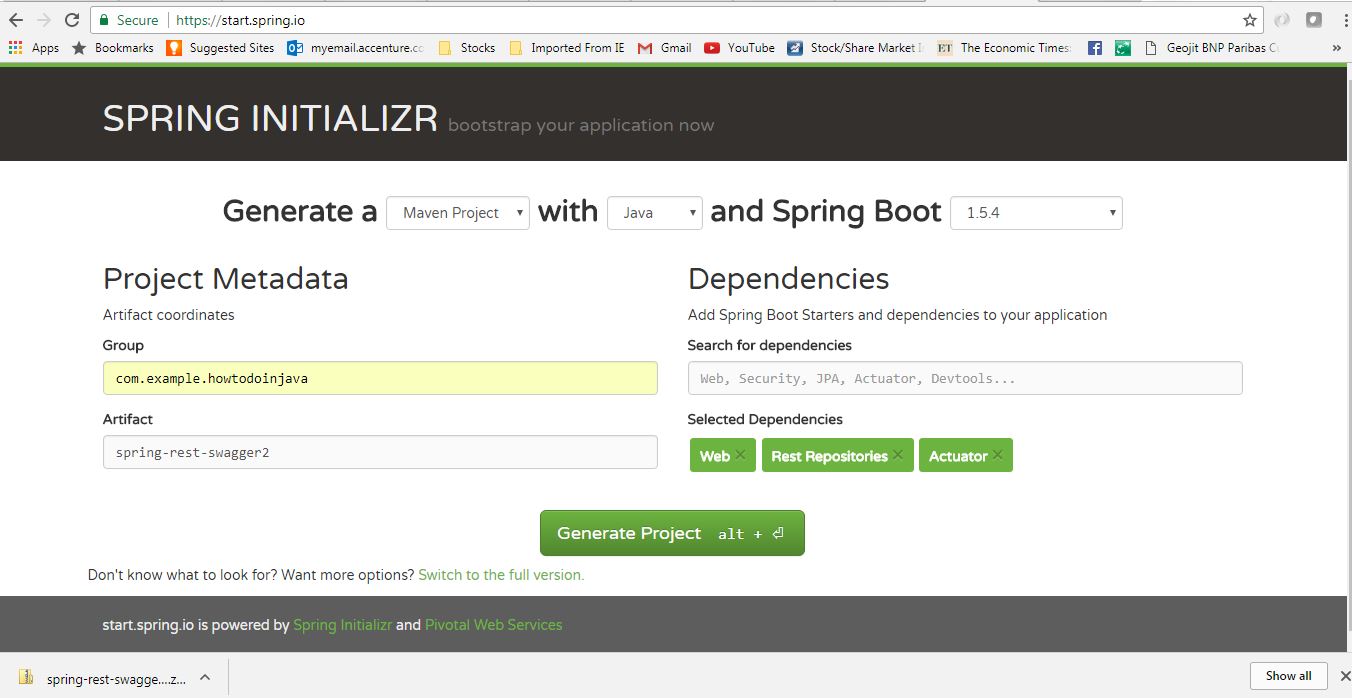 Secure https://start.spring.io
Apps Bookmarks Suggested Sites myemail.accenture.cc Stocks Imported From IE Gmail YouTube Stock/Share Market I ET The Economic Times: Geojit BNP Paribas Cu »
SPRING INITIALIZR bootstrap your application now
Generate a Maven Project with Java and Spring Boot 1.5.4
Project Metadata
Artifact coordinates
Group
com.example.howtodoinjava
Artifact
spring-rest-swagger2
Dependencies
Add Spring Boot Starters and dependencies to your application
Search for dependencies
Web, Security, JPA, Actuator, Devtools...
Selected Dependencies
Web × Rest Repositories × Actuator ×
Generate Project alt + ⏎
Don't know what to look for? Want more options? Switch to the full version.
start.spring.io is powered by Spring Initializr and Pivotal Web Services
spring-rest-swagge....z... Show all